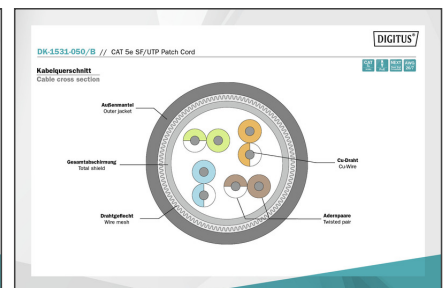 DIGITUS®
DK-1531-050/B // CAT 5e SF/UTP Patch Cord
Kabelquerschnitt
Cable cross section
Außenmantel
Outer jacket
Gesamtabschirmung
Total shield
Drahtgeflecht
Wire mesh
Cu-Draht
Cu-Wire
Adernpaare
Twisted pair